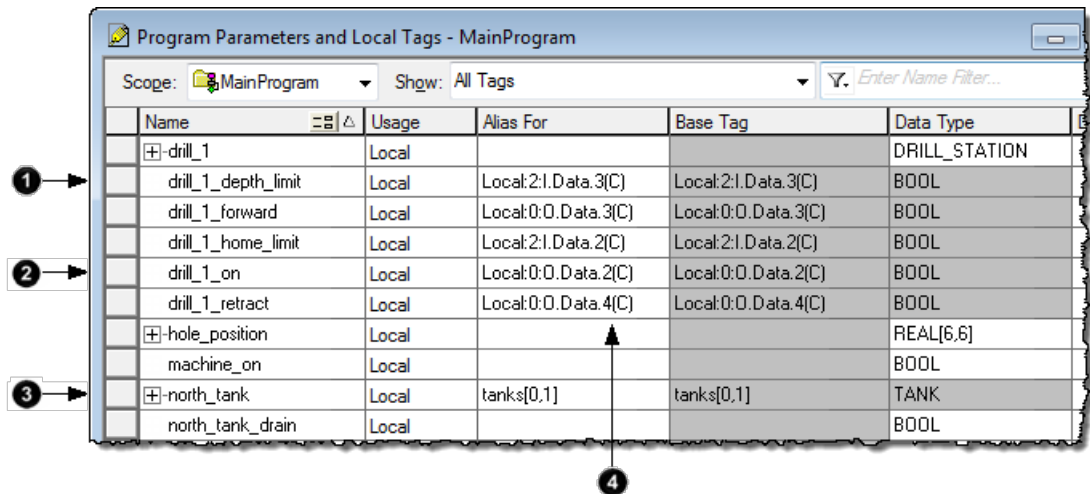 Program Parameters and Local Tags - MainProgram
Scope: MainProgram Show: All Tags Enter Name Filter...
Name Usage Alias For Base Tag Data Type
drill_1 Local DRILL_STATION
1 drill_1_depth_limit Local Local:2:I.Data.3(C) Local:2:I.Data.3(C) BOOL
drill_1_forward Local Local:0:O.Data.3(C) Local:0:O.Data.3(C) BOOL
drill_1_home_limit Local Local:2:I.Data.2(C) Local:2:I.Data.2(C) BOOL
2 drill_1_on Local Local:0:O.Data.2(C) Local:0:O.Data.2(C) BOOL
drill_1_retract Local Local:0:O.Data.4(C) Local:0:O.Data.4(C) BOOL
hole_position Local REAL[6,6]
machine_on Local BOOL
3 north_tank Local tanks[0,1] tanks[0,1] TANK
north_tank_drain Local BOOL
4